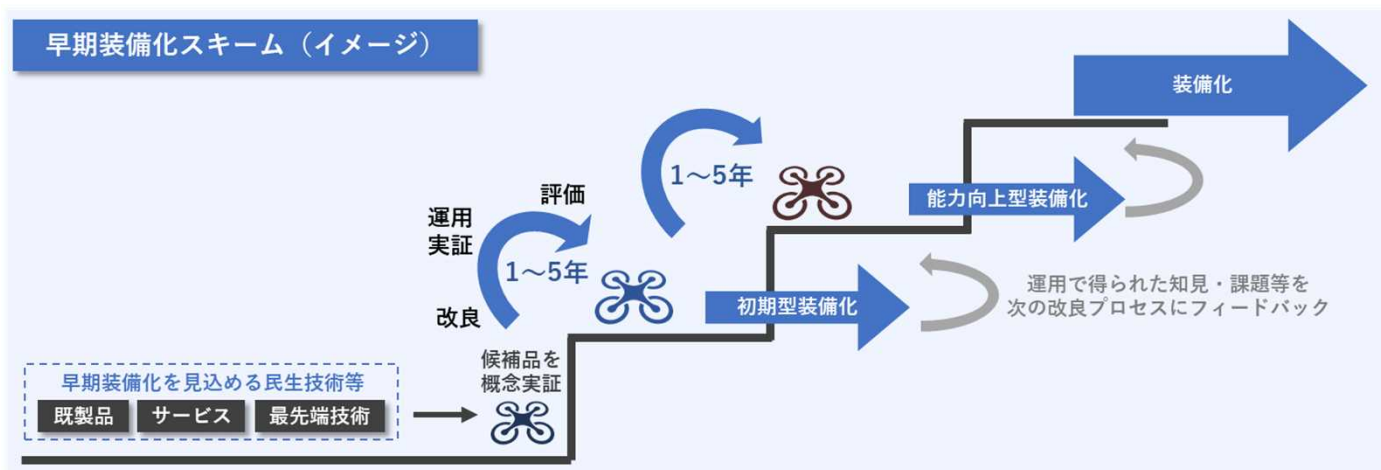 早期装備化スキーム（イメージ）
装備化
1～5年
評価
運用
実証
能力向上型装備化
1～5年
改良
初期型装備化
運用で得られた知見・課題等を
次の改良プロセスにフィードバック
候補品を
概念実証
早期装備化を見込める民生技術等
既製品
サービス
最先端技術